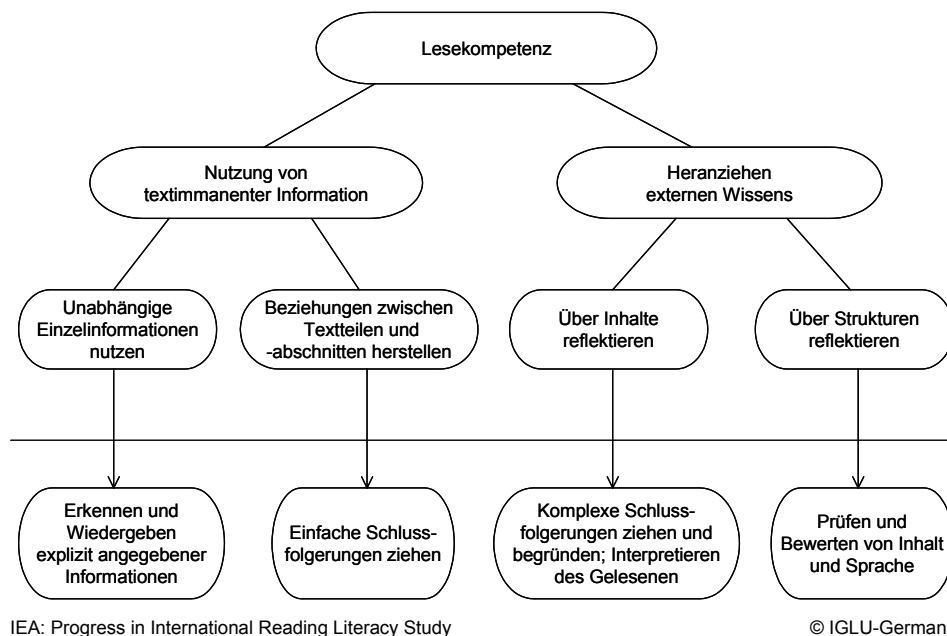 Lesekompetenz
Nutzung von
textimmanenter Information
Heranziehen
externen Wissens
Unabhängige
Einzelinformationen
nutzen
Beziehungen zwischen
Textteilen und
-abschnitten herstellen
Über Inhalte
reflektieren
Über Strukturen
reflektieren
Erkennen und
Wiedergeben
explizit angegebener
Informationen
Einfache Schluss-
folgerungen ziehen
Komplexe Schluss-
folgerungen ziehen und
begründen; Interpretieren
des Gelesenen
Prüfen und
Bewerten von Inhalt
und Sprache
IEA: Progress in International Reading Literacy Study
© IGLU-German